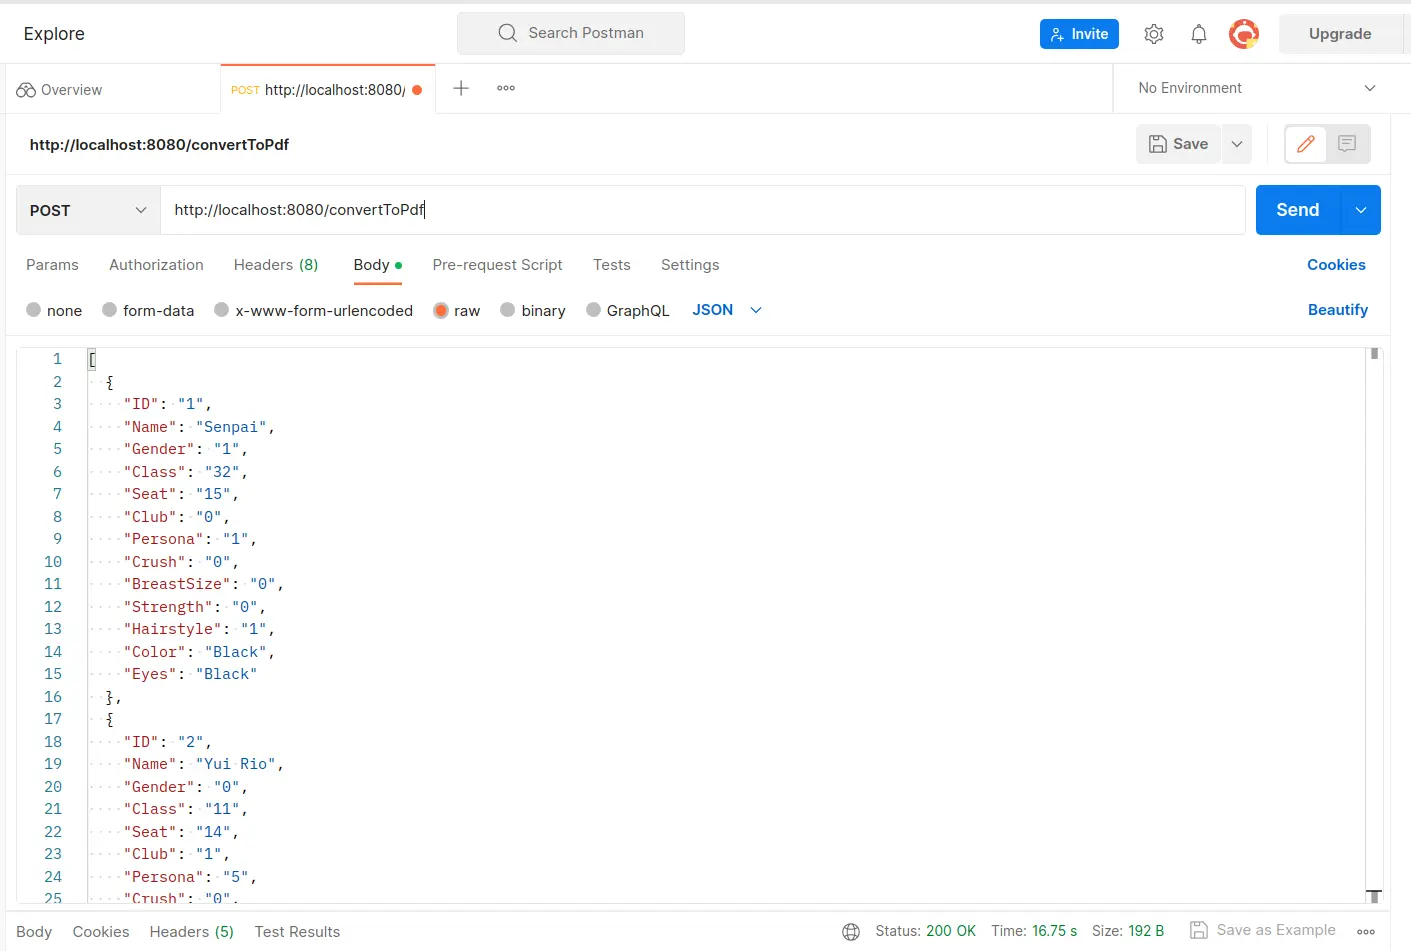 Explore
Search Postman
Invite
Upgrade
Overview
POST http://localhost:8080/
No Environment
http://localhost:8080/convertToPdf
Save
POST
http://localhost:8080/convertToPdf
Send
Params Authorization Headers (8) Body Pre-request Script Tests Settings Cookies
none form-data x-www-form-urlencoded raw binary GraphQL JSON Beautify
1 [
2 {
3 "ID": "1",
4 "Name": "Senpai",
5 "Gender": "1",
6 "Class": "32",
7 "Seat": "15",
8 "Club": "0",
9 "Persona": "1",
10 "Crush": "0",
11 "BreastSize": "0",
12 "Strength": "0",
13 "Hairstyle": "1",
14 "Color": "Black",
15 "Eyes": "Black"
16 },
17 {
18 "ID": "2",
19 "Name": "Yui Rio",
20 "Gender": "0",
21 "Class": "11",
22 "Seat": "14",
23 "Club": "1",
24 "Persona": "5",
25 "Crush": "0",
Body Cookies Headers (5) Test Results Status: 200 OK Time: 16.75 s Size: 192 B Save as Example